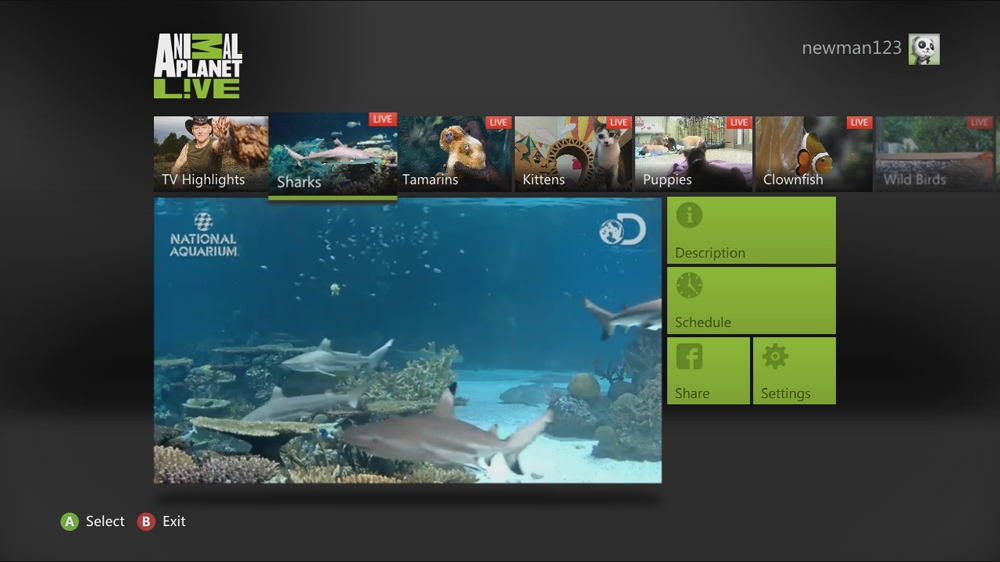 ANIMAL
PLANET
L!VE
newman123
TV Highlights
LIVE
Sharks
LIVE
Tamarins
LIVE
Kittens
LIVE
Puppies
LIVE
Clownfish
LIVE
Wild Birds
NATIONAL
AQUARIUM
D
Description
Schedule
Share
Settings
A Select B Exit